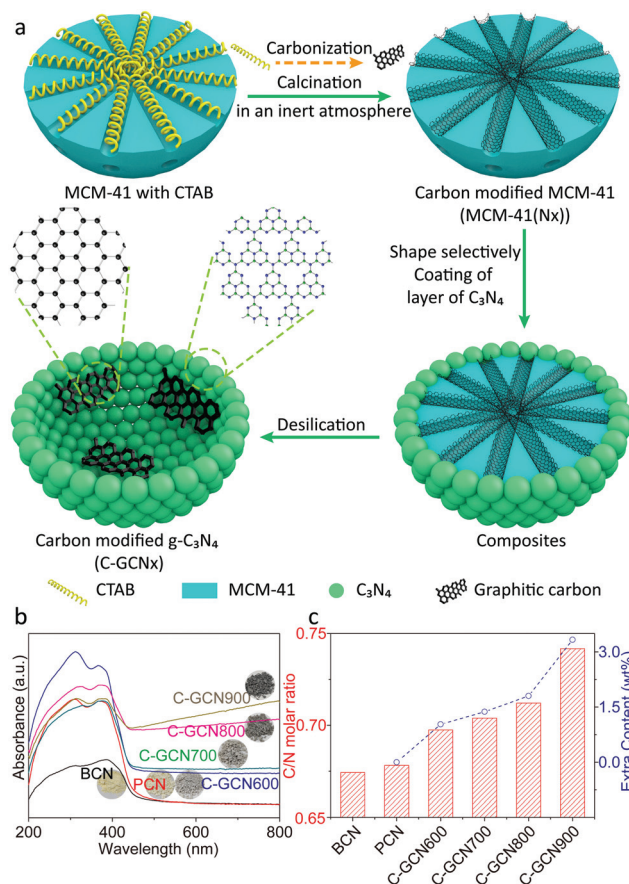 a
Carbonization
Calcination
in an inert atmosphere
MCM-41 with CTAB
Carbon modified MCM-41
(MCM-41(Nx))
Shape selectively
Coating of
layer of C₃N₄
Desilication
Carbon modified g-C₃N₄
(C-GCNx)
Composites
CTAB
MCM-41
C₃N₄
Graphitic carbon
b
Absorbance (a.u.)
C-GCN900
C-GCN800
C-GCN700
BCN
PCN
C-GCN600
200
400
600
800
Wavelength (nm)
c
C/N molar ratio
0.75
0.70
0.65
3.0
1.5
0.0
Extra Content (wt%)
BCN
PCN
C-GCN600
C-GCN700
C-GCN800
C-GCN900